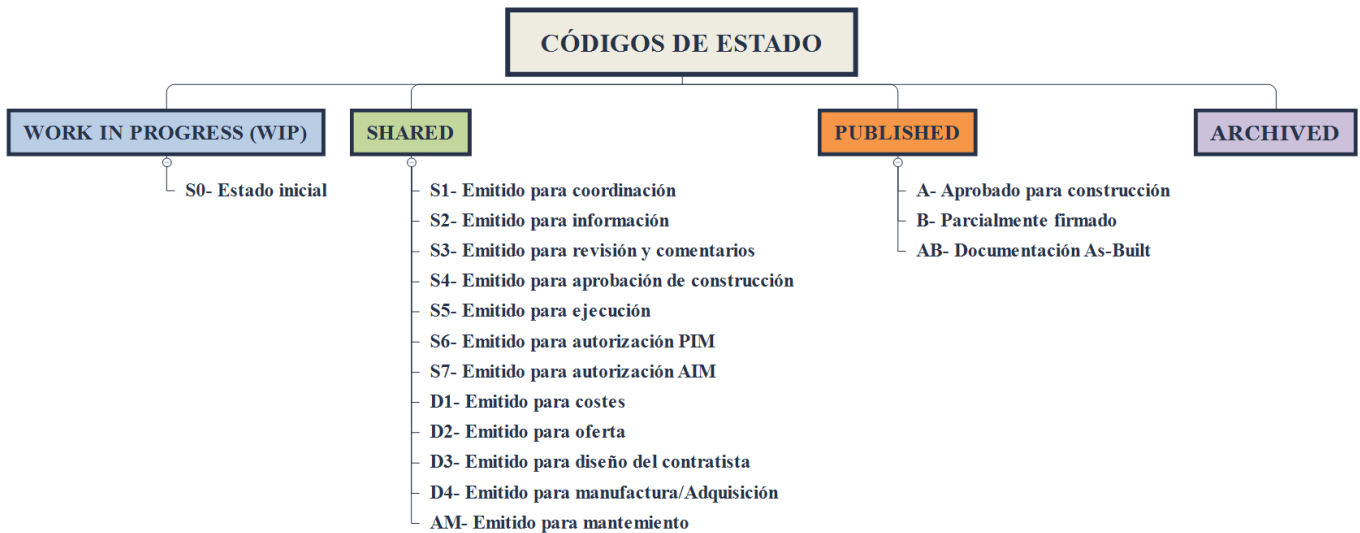 CÓDIGOS DE ESTADO
WORK IN PROGRESS (WIP)
S0- Estado inicial
SHARED
S1- Emitido para coordinación
S2- Emitido para información
S3- Emitido para revisión y comentarios
S4- Emitido para aprobación de construcción
S5- Emitido para ejecución
S6- Emitido para autorización PIM
S7- Emitido para autorización AIM
D1- Emitido para costes
D2- Emitido para oferta
D3- Emitido para diseño del contratista
D4- Emitido para manufactura/Adquisición
AM- Emitido para mantemiento
PUBLISHED
A- Aprobado para construcción
B- Parcialmente firmado
AB- Documentación As-Built
ARCHIVED